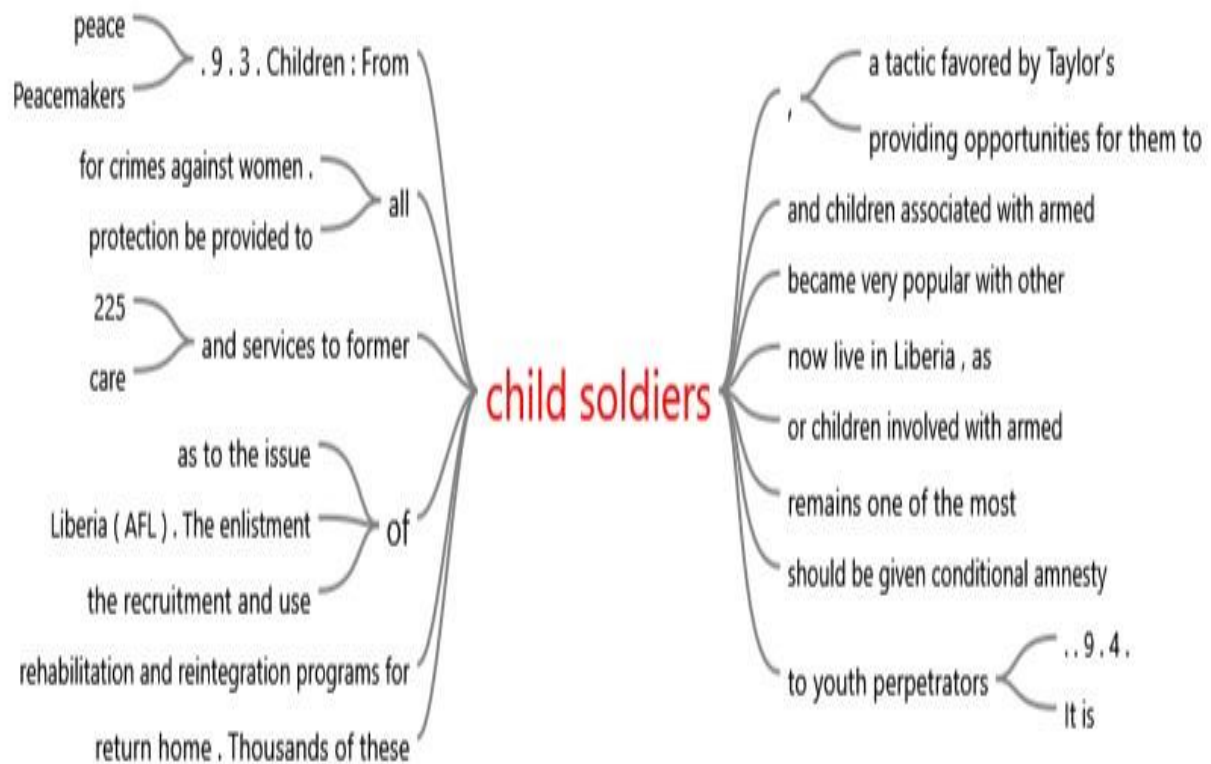 peace
Peacemakers
. 9 . 3 . Children : From
for crimes against women .
protection be provided to
all
225
care
and services to former
as to the issue
Liberia ( AFL ) . The enlistment
the recruitment and use
of
rehabilitation and reintegration programs for
return home . Thousands of these
child soldiers
,
a tactic favored by Taylor's
providing opportunities for them to
and children associated with armed
became very popular with other
now live in Liberia , as
or children involved with armed
remains one of the most
should be given conditional amnesty
to youth perpetrators
. . 9 . 4 .
It is